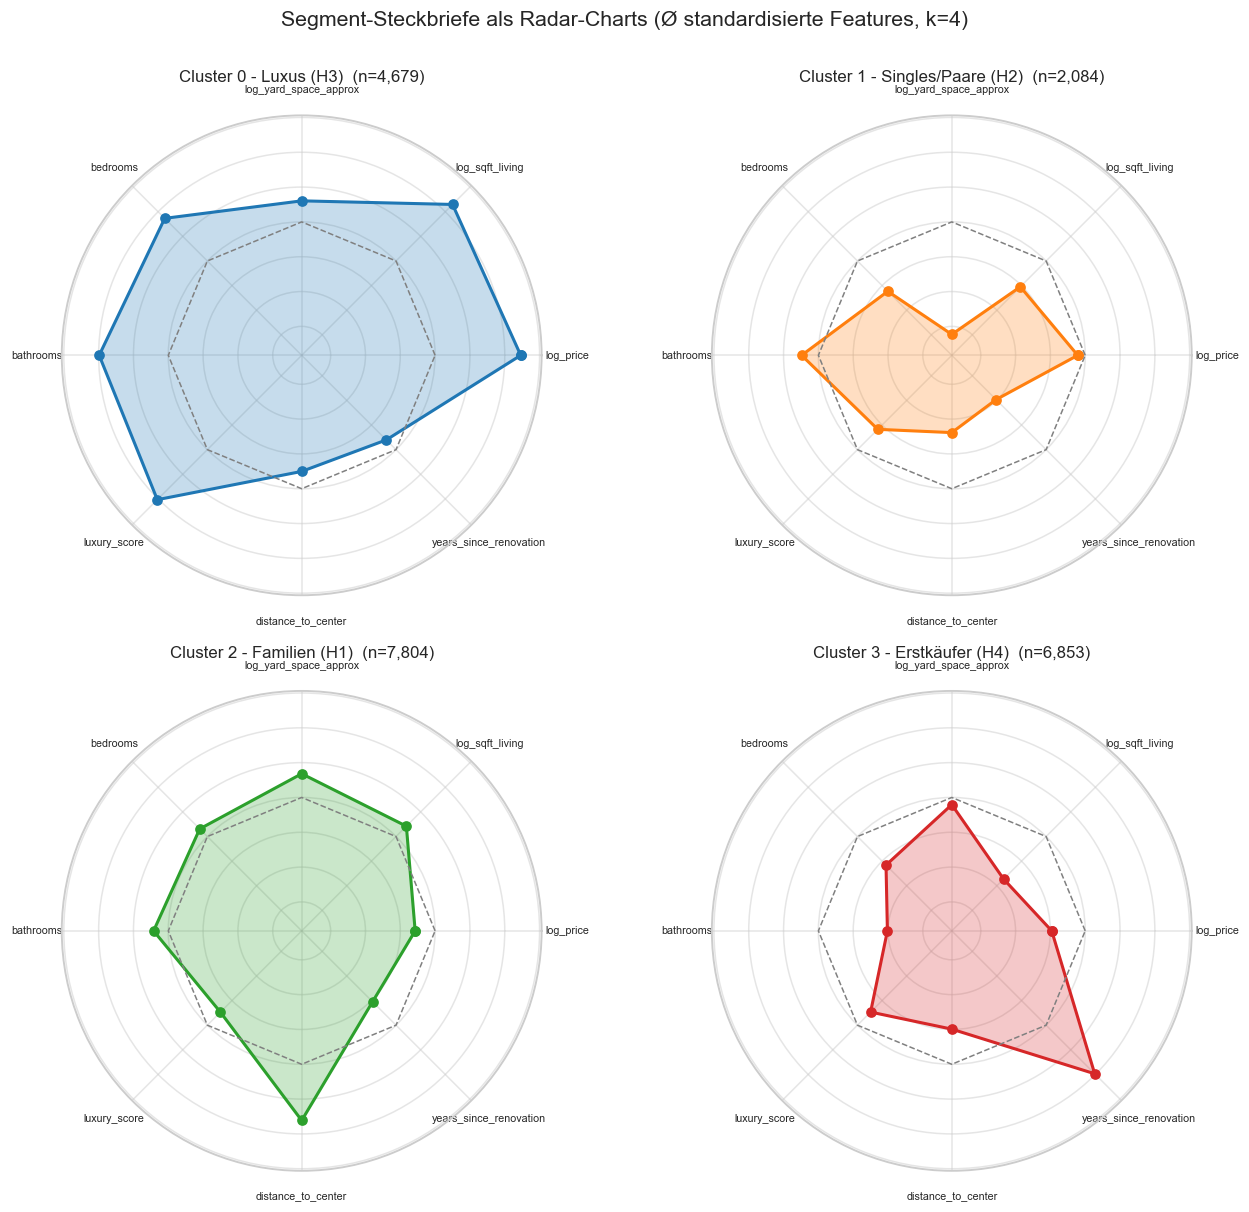 Segment-Steckbriefe als Radar-Charts (Ø standardisierte Features, k=4)
Cluster 0 - Luxus (H3)  (n=4,679)
log_yard_space_approx
bedrooms
log_sqft_living
bathrooms
log_price
luxury_score
years_since_renovation
distance_to_center
Cluster 1 - Singles/Paare (H2)  (n=2,084)
log_yard_space_approx
bedrooms
log_sqft_living
bathrooms
log_price
luxury_score
years_since_renovation
distance_to_center
Cluster 2 - Familien (H1)  (n=7,804)
log_yard_space_approx
bedrooms
log_sqft_living
bathrooms
log_price
luxury_score
years_since_renovation
distance_to_center
Cluster 3 - Erstkäufer (H4)  (n=6,853)
log_yard_space_approx
bedrooms
log_sqft_living
bathrooms
log_price
luxury_score
years_since_renovation
distance_to_center